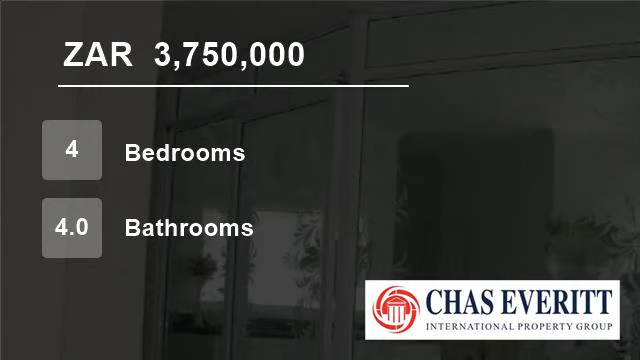 ZAR 3,750,000
4 Bedrooms
4.0 Bathrooms
CHAS EVERITT
INTERNATIONAL PROPERTY GROUP